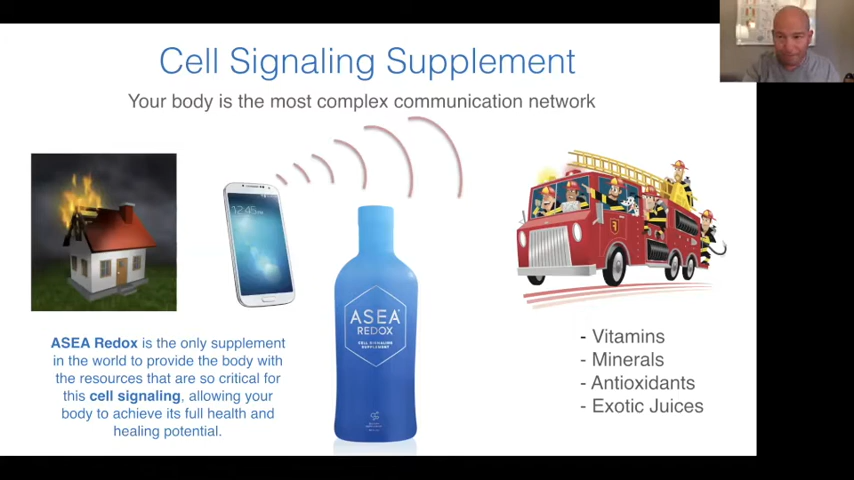 Cell Signaling Supplement
Your body is the most complex communication network
12:45
ASEA
REDOX
CELL SIGNALING
SUPPLEMENT
ASEA Redox is the only supplement
in the world to provide the body with
the resources that are so critical for
this cell signaling, allowing your
body to achieve its full health and
healing potential.
- Vitamins
- Minerals
- Antioxidants
- Exotic Juices